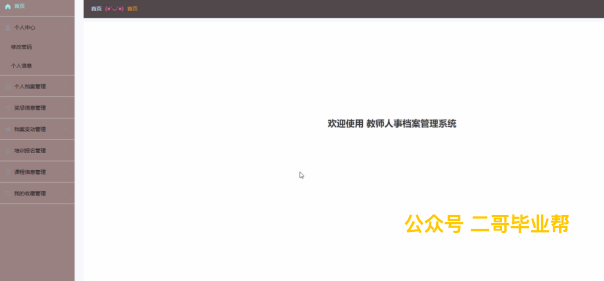 首页
首页 (●'◡'●) 首页
个人中心
修改密码
个人信息
个人档案管理
奖惩信息管理
档案变动管理
培训报名管理
课程信息管理
我的收藏管理
欢迎使用 教师人事档案管理系统
公众号 二哥毕业帮